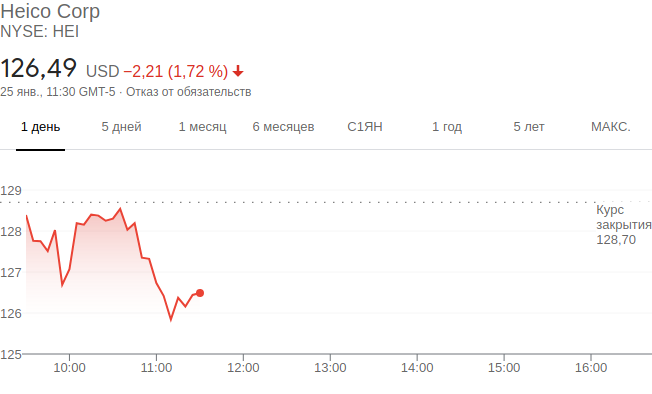 Heico Corp
NYSE: HEI
126,49 USD −2,21 (1,72 %)
25 янв., 11:30 GMT-5 · Отказ от обязательств
1 день 5 дней 1 месяц 6 месяцев С1ЯН 1 год 5 лет МАКС.
129
Курс
закрытия
128,70
128
127
126
125
10:00 11:00 12:00 13:00 14:00 15:00 16:00